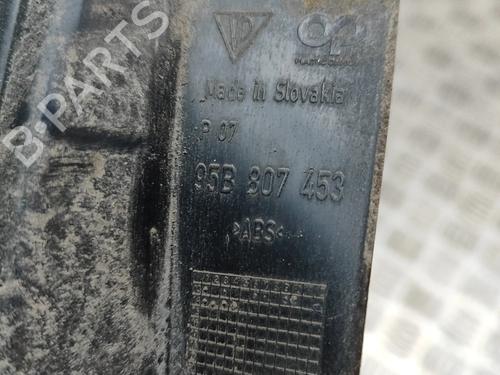 B-PARTS
Made in Slovakia
P 07
95B 807 453
>ABS<